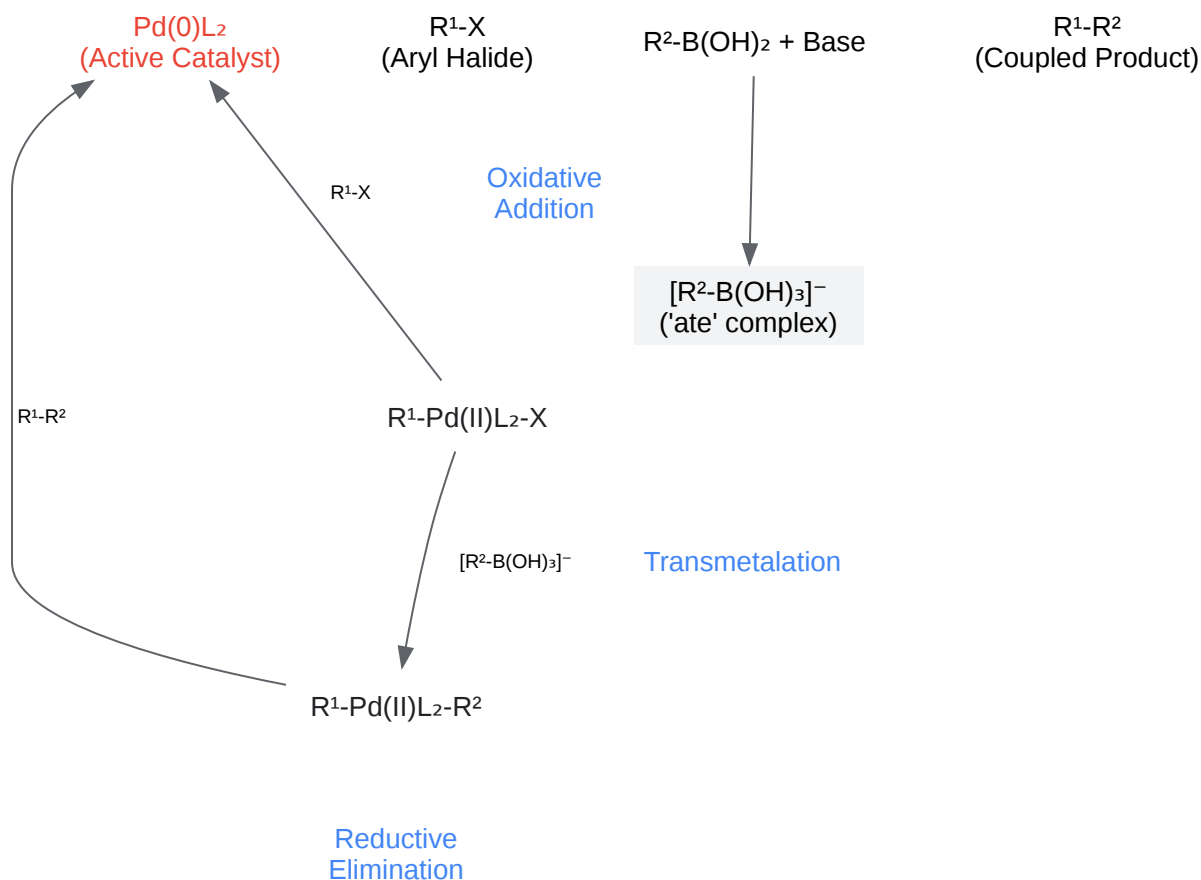 Pd(0)L₂
(Active Catalyst)
R¹-X
(Aryl Halide)
R²-B(OH)₂ + Base
R¹-R²
(Coupled Product)
Oxidative
Addition
R¹-X
[R²-B(OH)₃]⁻
('ate' complex)
R¹-R²
R¹-Pd(II)L₂-X
[R²-B(OH)₃]⁻
Transmetalation
R¹-Pd(II)L₂-R²
Reductive
Elimination